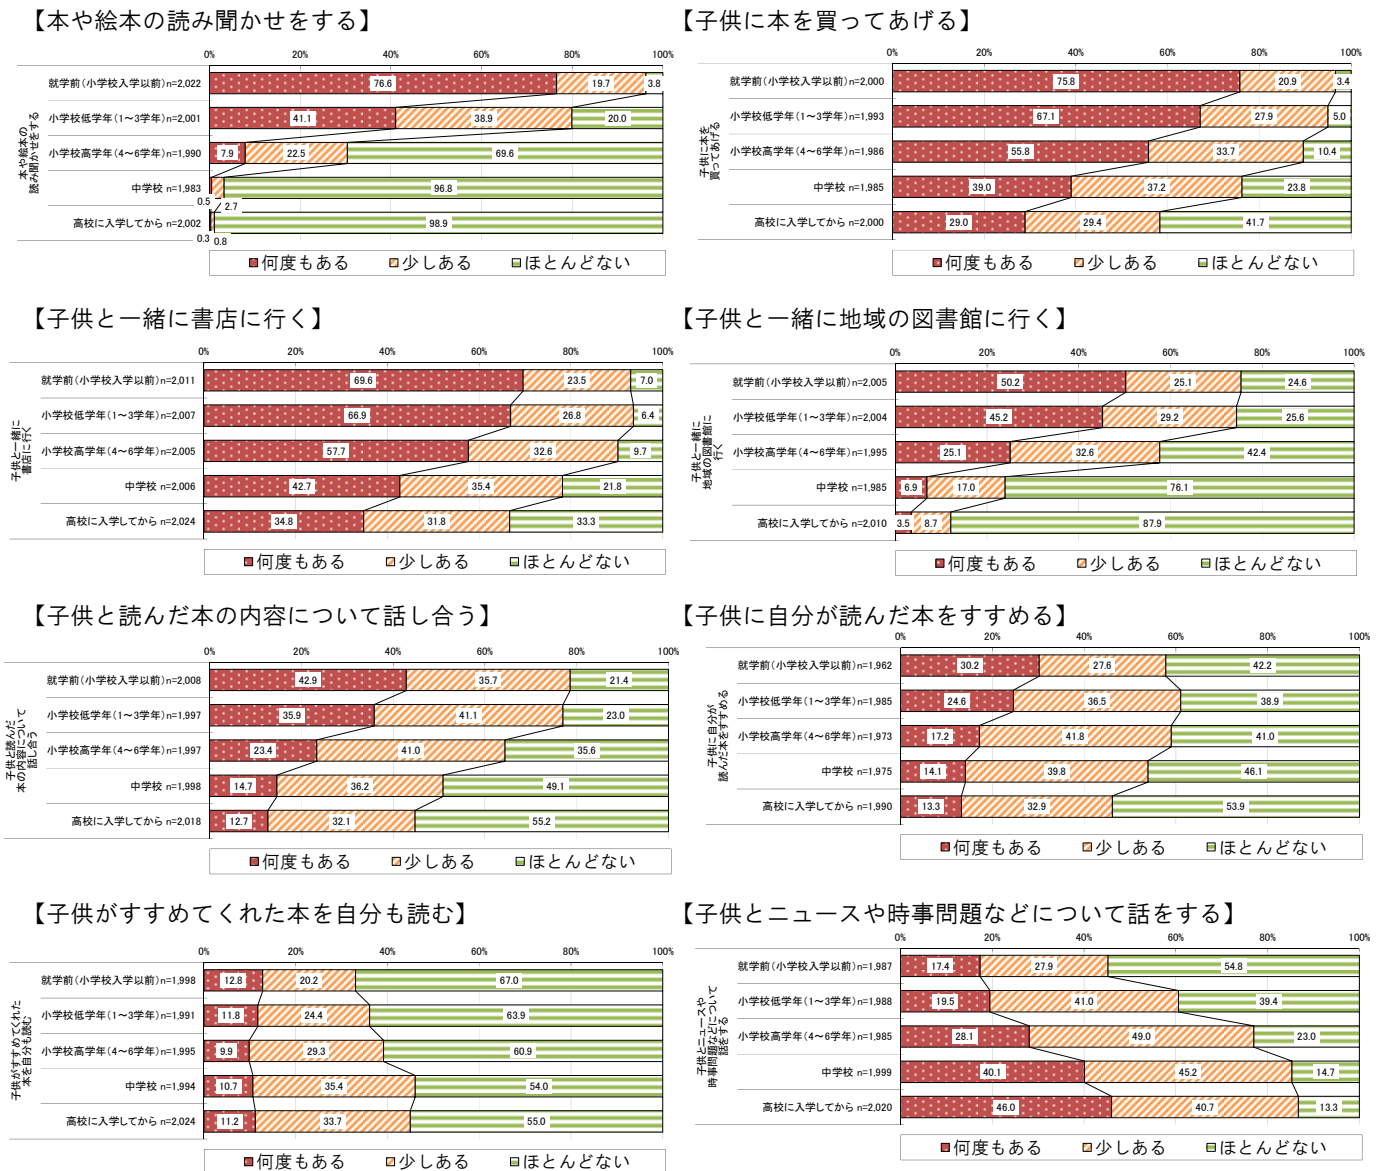 【本や絵本の読み聞かせをする】
0% 20% 40% 60% 80% 100%
本や絵本の
読み聞かせをする
就学前(小学校入学以前)n=2,022 76.6 19.7 3.8
小学校低学年(1～3学年)n=2,001 41.1 38.9 20.0
小学校高学年(4～6学年)n=1,990 7.9 22.5 69.6
中学校 n=1,983 0.5 2.7 96.8
高校に入学してから n=2,002 0.3 0.8 98.9
何度もある 少しある ほとんどない
【子供に本を買ってあげる】
0% 20% 40% 60% 80% 100%
子供に本を
買ってあげる
就学前(小学校入学以前)n=2,000 75.8 20.9 3.4
小学校低学年(1～3学年)n=1,993 67.1 27.9 5.0
小学校高学年(4～6学年)n=1,986 55.8 33.7 10.4
中学校 n=1,985 39.0 37.2 23.8
高校に入学してから n=2,000 29.0 29.4 41.7
何度もある 少しある ほとんどない
【子供と一緒に書店に行く】
0% 20% 40% 60% 80% 100%
子供と一緒に
書店に行く
就学前(小学校入学以前)n=2,011 69.6 23.5 7.0
小学校低学年(1～3学年)n=2,007 66.9 26.8 6.4
小学校高学年(4～6学年)n=2,005 57.7 32.6 9.7
中学校 n=2,006 42.7 35.4 21.8
高校に入学してから n=2,024 34.8 31.8 33.3
何度もある 少しある ほとんどない
【子供と一緒に地域の図書館に行く】
0% 20% 40% 60% 80% 100%
子供と一緒に
地域の図書館に
行く
就学前(小学校入学以前)n=2,005 50.2 25.1 24.6
小学校低学年(1～3学年)n=2,004 45.2 29.2 25.6
小学校高学年(4～6学年)n=1,995 25.1 32.6 42.4
中学校 n=1,985 6.9 17.0 76.1
高校に入学してから n=2,010 3.5 8.7 87.9
何度もある 少しある ほとんどない
【子供と読んだ本の内容について話し合う】
0% 20% 40% 60% 80% 100%
子供と読んだ
本の内容について
話し合う
就学前(小学校入学以前)n=2,008 42.9 35.7 21.4
小学校低学年(1～3学年)n=1,997 35.9 41.1 23.0
小学校高学年(4～6学年)n=1,997 23.4 41.0 35.6
中学校 n=1,998 14.7 36.2 49.1
高校に入学してから n=2,018 12.7 32.1 55.2
何度もある 少しある ほとんどない
【子供に自分が読んだ本をすすめる】
0% 20% 40% 60% 80% 100%
子供に自分が
読んだ本をすすめる
就学前(小学校入学以前)n=1,962 30.2 27.6 42.2
小学校低学年(1～3学年)n=1,985 24.6 36.5 38.9
小学校高学年(4～6学年)n=1,973 17.2 41.8 41.0
中学校 n=1,975 14.1 39.8 46.1
高校に入学してから n=1,990 13.3 32.9 53.9
何度もある 少しある ほとんどない
【子供がすすめてくれた本を自分も読む】
0% 20% 40% 60% 80% 100%
子供がすすめてくれた
本を自分も読む
就学前(小学校入学以前)n=1,998 12.8 20.2 67.0
小学校低学年(1～3学年)n=1,991 11.8 24.4 63.9
小学校高学年(4～6学年)n=1,995 9.9 29.3 60.9
中学校 n=1,994 10.7 35.4 54.0
高校に入学してから n=2,024 11.2 33.7 55.0
何度もある 少しある ほとんどない
【子供とニュースや時事問題などについて話をする】
0% 20% 40% 60% 80% 100%
子供とニュースや
時事問題などについて
話をする
就学前(小学校入学以前)n=1,987 17.4 27.9 54.8
小学校低学年(1～3学年)n=1,988 19.5 41.0 39.4
小学校高学年(4～6学年)n=1,985 28.1 49.0 23.0
中学校 n=1,999 40.1 45.2 14.7
高校に入学してから n=2,020 46.0 40.7 13.3
何度もある 少しある ほとんどない